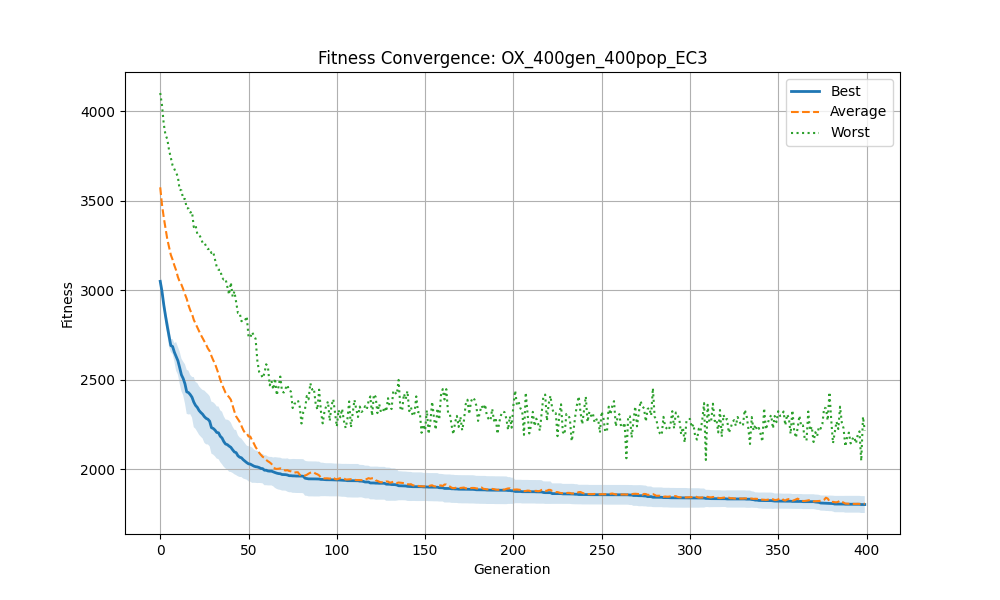 Fitness Convergence: OX_400gen_400pop_EC3
Best
Average
Worst
4000
3500
3000
2500
2000
Fitness
0 50 100 150 200 250 300 350 400
Generation